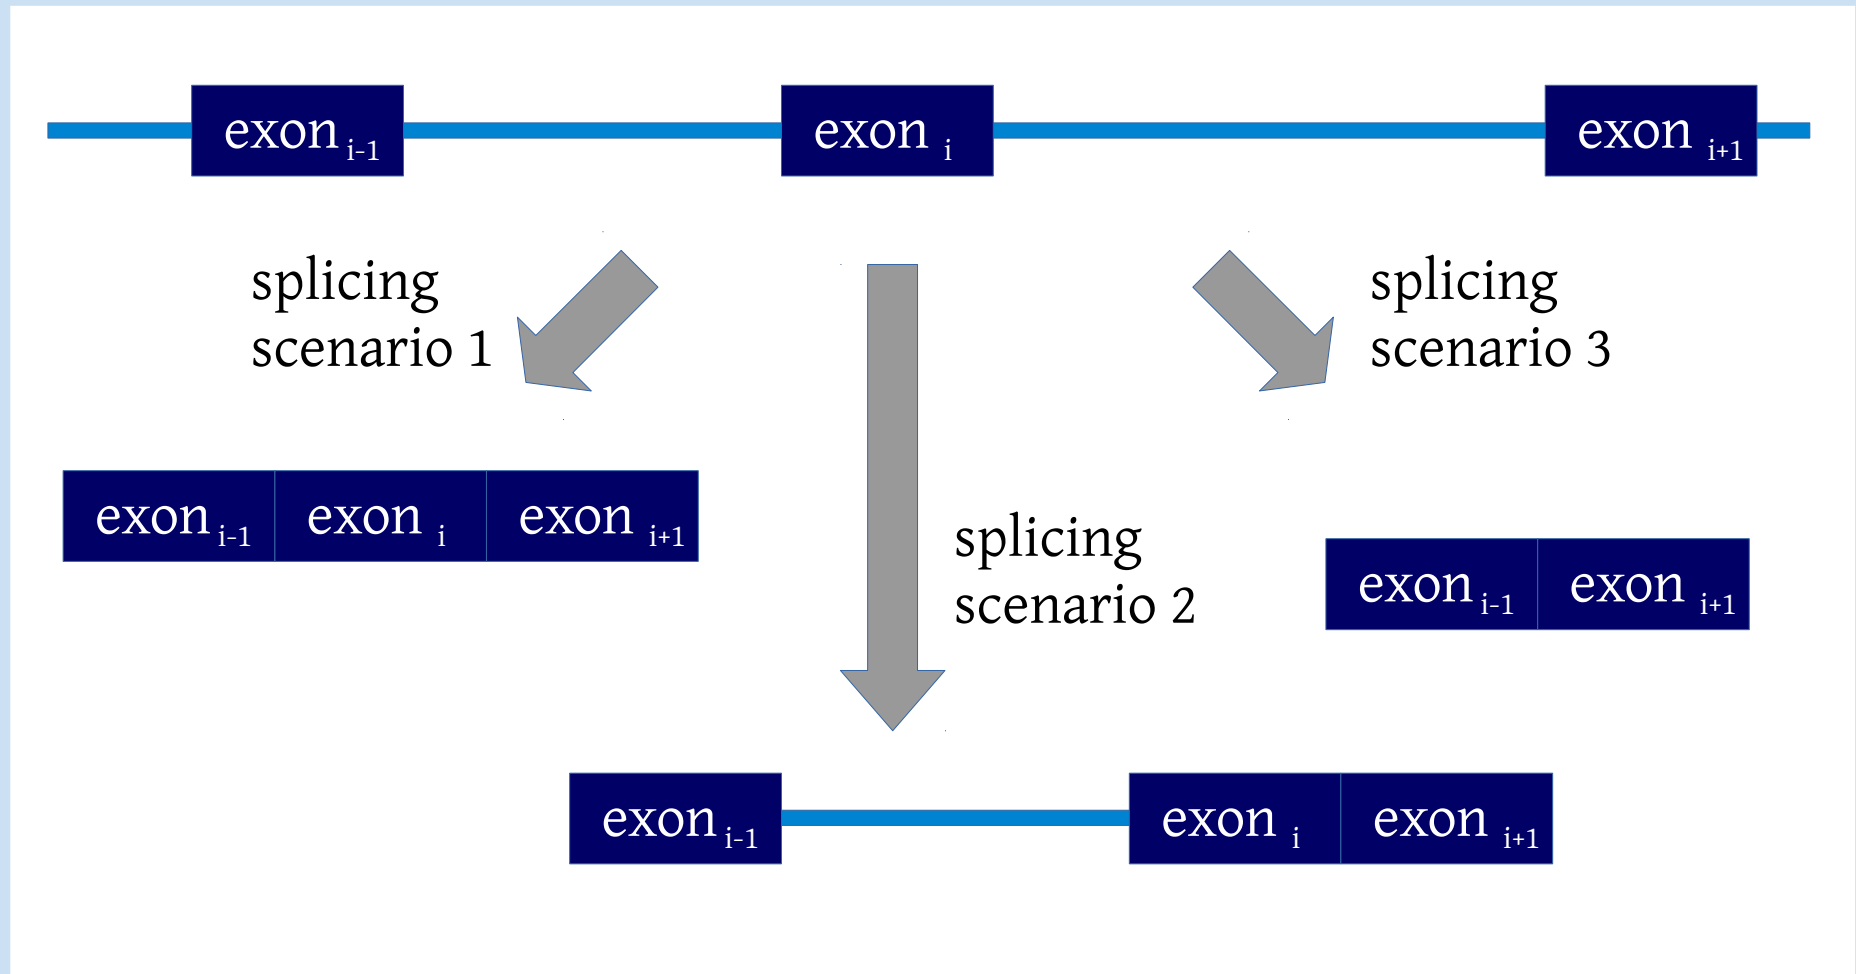 exon i-1 exon i exon i+1
splicing
scenario 1
splicing
scenario 3
exon i-1 exon i exon i+1
splicing
scenario 2
exon i-1 exon i+1
exon i-1 exon i exon i+1